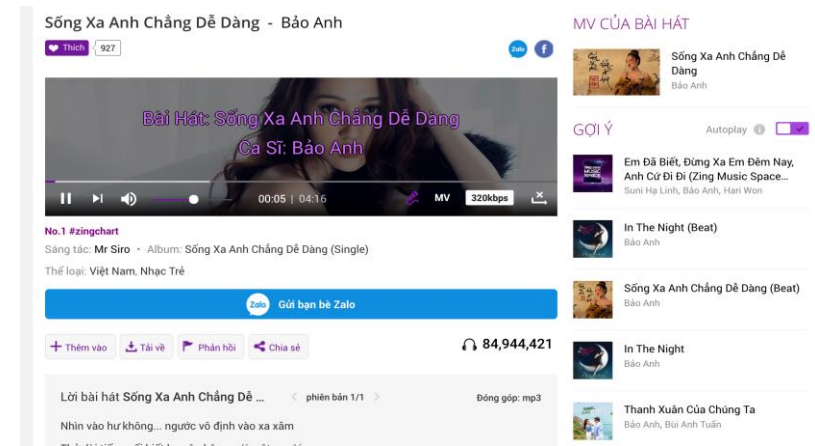 Sống Xa Anh Chẳng Dễ Dàng - Bảo Anh
Thích 927
Zalo f
Bài Hát: Sống Xa Anh Chẳng Dễ Dàng
Ca Sĩ: Bảo Anh
00:05 | 04:16 MV 320kbps
No.1 #zingchart
Sáng tác: Mr Siro • Album: Sống Xa Anh Chẳng Dễ Dàng (Single)
Thể loại: Việt Nam, Nhạc Trẻ
Zalo Gửi bạn bè Zalo
Thêm vào Tải về Phản hồi Chia sẻ 84,944,421
Lời bài hát Sống Xa Anh Chẳng Dễ ... phiên bản 1/1 Đóng góp: mp3
Nhìn vào hư không... ngước vô định vào xa xăm
MV CỦA BÀI HÁT
Sống Xa Anh Chẳng Dễ
Dàng
Bảo Anh
GỢI Ý Autoplay
Em Đã Biết, Đừng Xa Em Đêm Nay,
Anh Cứ Đi Đi (Zing Music Space...
Suni Hạ Linh, Bảo Anh, Hari Won
In The Night (Beat)
Bảo Anh
Sống Xa Anh Chẳng Dễ Dàng (Beat)
Bảo Anh
In The Night
Bảo Anh
Thanh Xuân Của Chúng Ta
Bảo Anh, Bùi Anh Tuấn